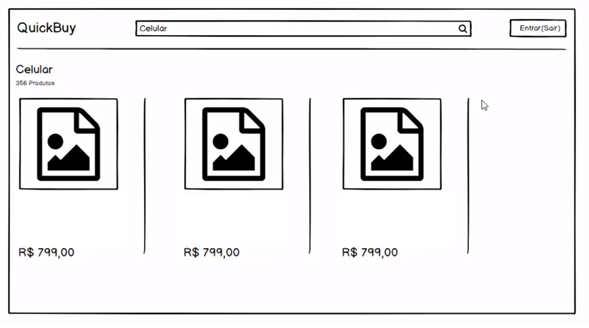 QuickBuy
Celular
Entrar(Sair)
Celular
356 Produtos
R$ 799,00
R$ 799,00
R$ 799,00